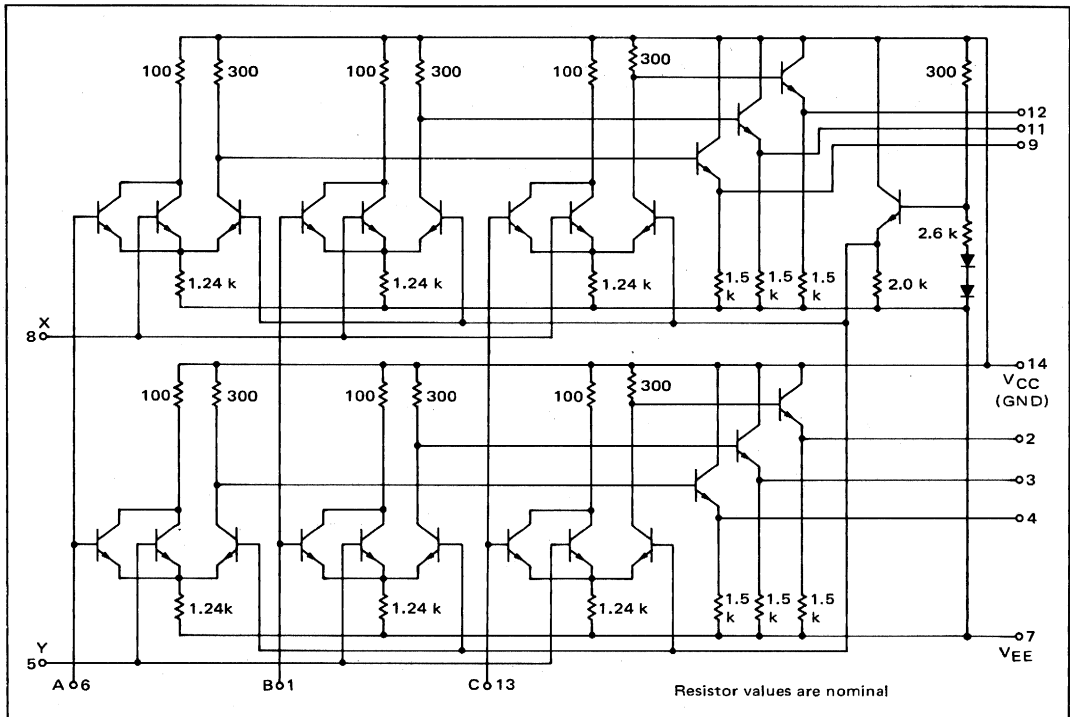 100 300 100 300 100 300 300
12
11
9
2.6 k
1.24 k 1.24 k 1.24 k 1.5 k 1.5 k 1.5 k 2.0 k
X
8
14
VCC
(GND)
100 300 100 300 100 300
2
3
4
1.24k 1.24 k 1.24 k 1.5 k 1.5 k 1.5 k
7
VEE
Y
5
A 6 B 1 C 13
Resistor values are nominal